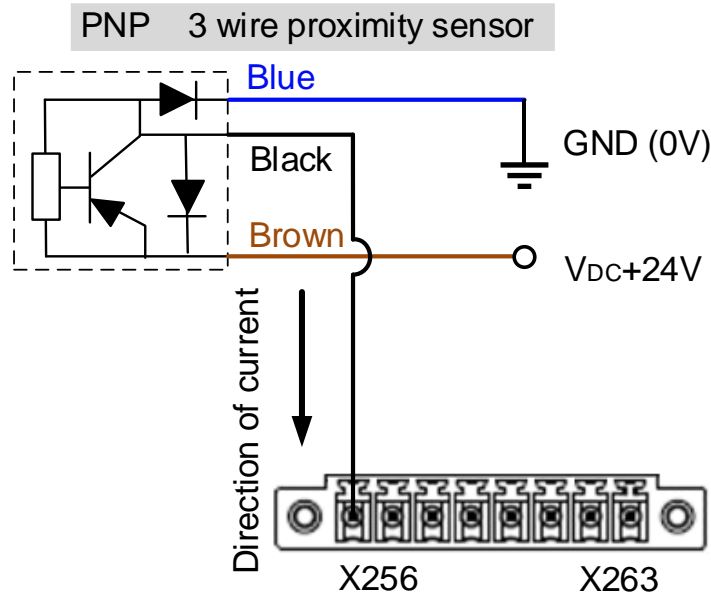 PNP 3 wire proximity sensor
Blue
GND (0V)
Black
Brown
VDC+24V
Direction of current
X256
X263